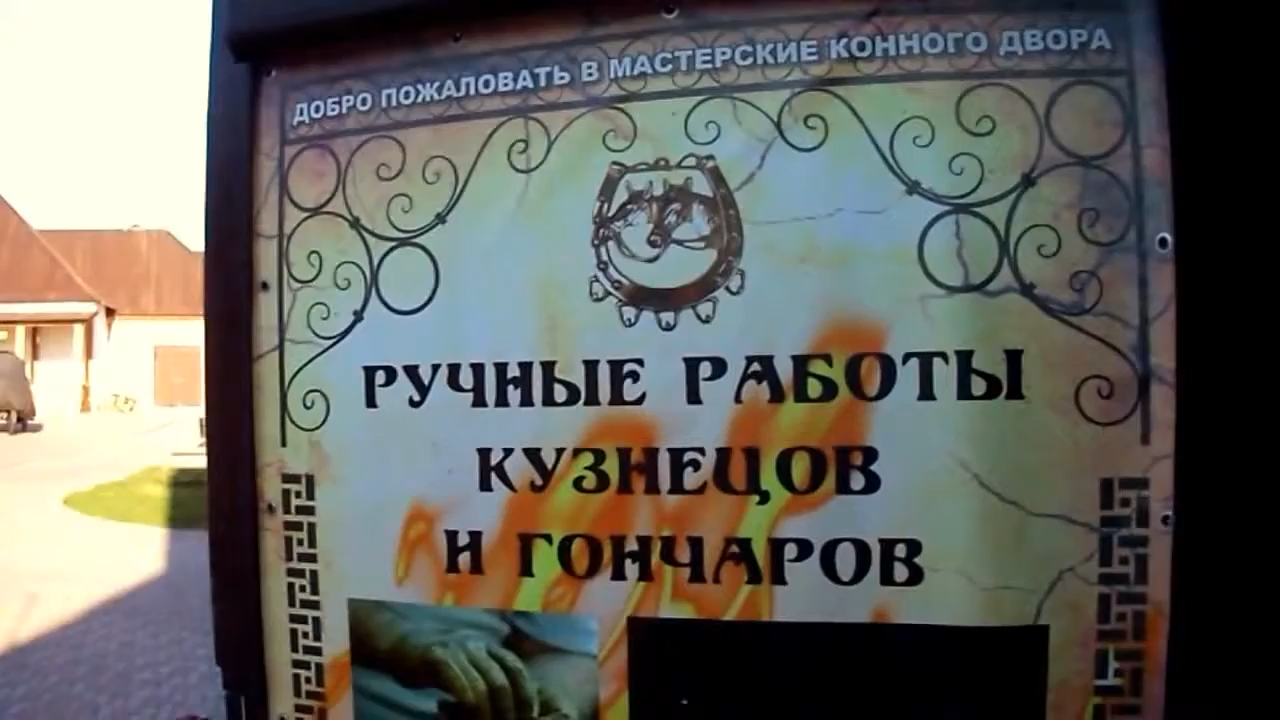 ДОБРО ПОЖАЛОВАТЬ В МАСТЕРСКИЕ КОННОГО ДВОРА
РУЧНЫЕ РАБОТЫ
КУЗНЕЦОВ
И ГОНЧАРОВ